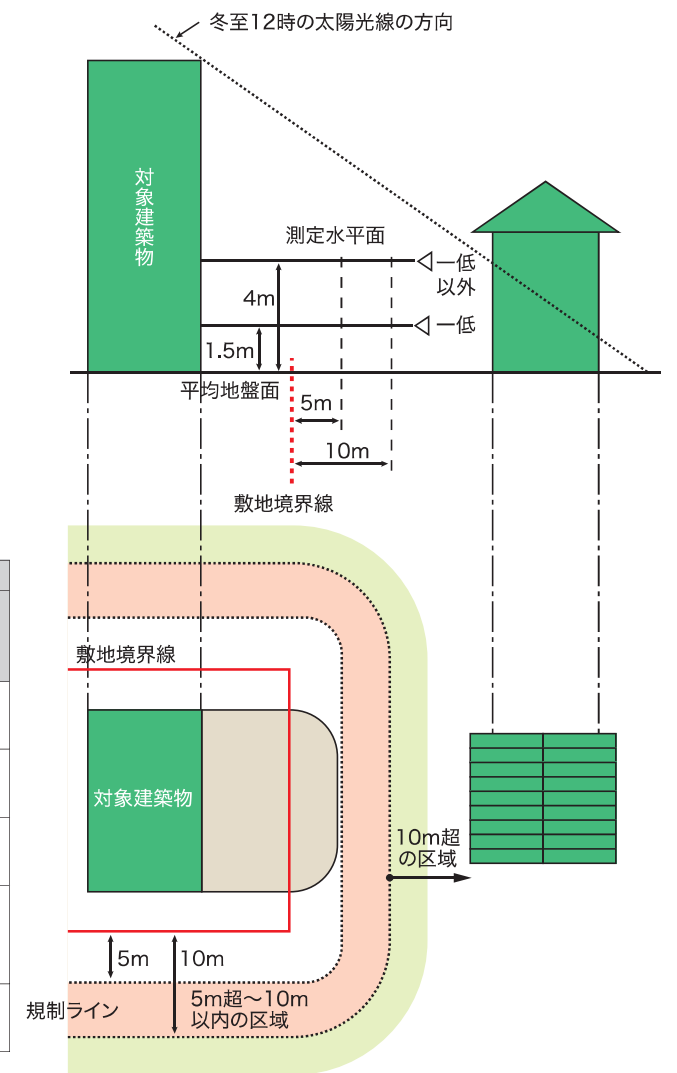 冬至12時の太陽光線の方向
対象建築物
測定水平面
一低
以外
4m
一低
1.5m
平均地盤面
5m
10m
敷地境界線
敷地境界線
対象建築物
10m超
の区域
5m
10m
規制ライン
5m超～10m
以内の区域